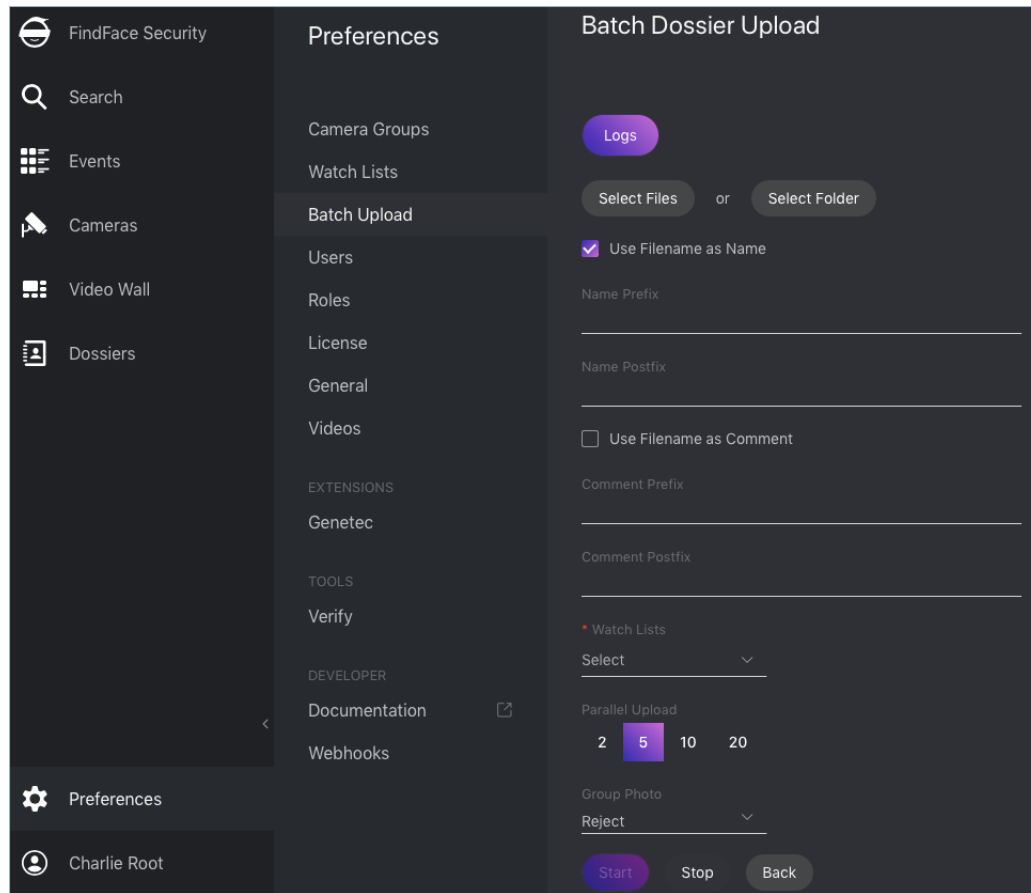 FindFace Security
Search
Events
Cameras
Video Wall
Dossiers
Preferences
Charlie Root
Preferences
Camera Groups
Watch Lists
Batch Upload
Users
Roles
License
General
Videos
EXTENSIONS
Genetec
TOOLS
Verify
DEVELOPER
Documentation
Webhooks
Batch Dossier Upload
Logs
Select Files or Select Folder
Use Filename as Name
Name Prefix
Name Postfix
Use Filename as Comment
Comment Prefix
Comment Postfix
* Watch Lists
Select
Parallel Upload
2 5 10 20
Group Photo
Reject
Start Stop Back